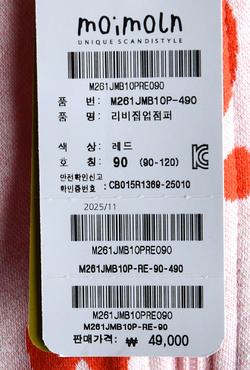 moimoln
UNIQUE SCANDISTYLE
M261JMB10PRE090
품 번: M261JMB10P-490
품 명: 리비집업점퍼
색 상: 레드
호 칭: 90 (90-120)
안전확인신고
확인증번호 : CB015R1369-25010
2025/11
M261JMB10PRE090
M261JMB10P-RE-90-490
M261JMB10PRE090
M261JMB10P-RE-90
판매가격: ₩ 49,000